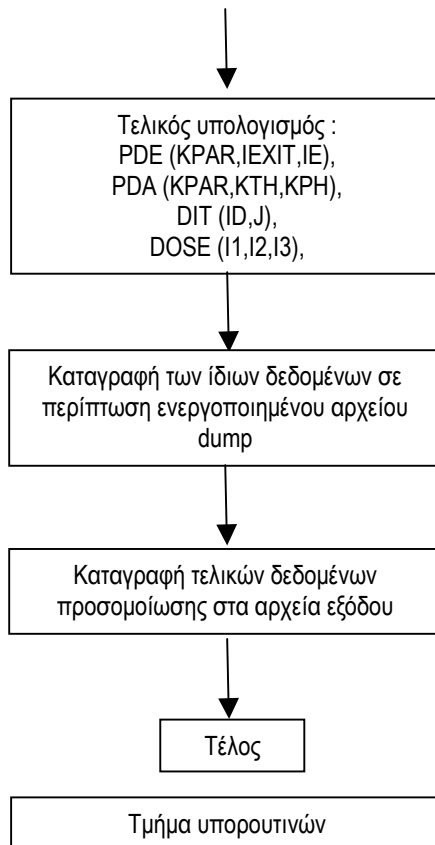 Τελικός υπολογισμός :
PDE (KPAR,IEXIT,IE),
PDA (KPAR,KTH,KPH),
DIT (ID,J),
DOSE (I1,I2,I3),
Καταγραφή των ίδιων δεδομένων σε
περίπτωση ενεργοποιημένου αρχείου
dump
Καταγραφή τελικών δεδομένων
προσομοίωσης στα αρχεία εξόδου
Τέλος
Τμήμα υπορουτινών